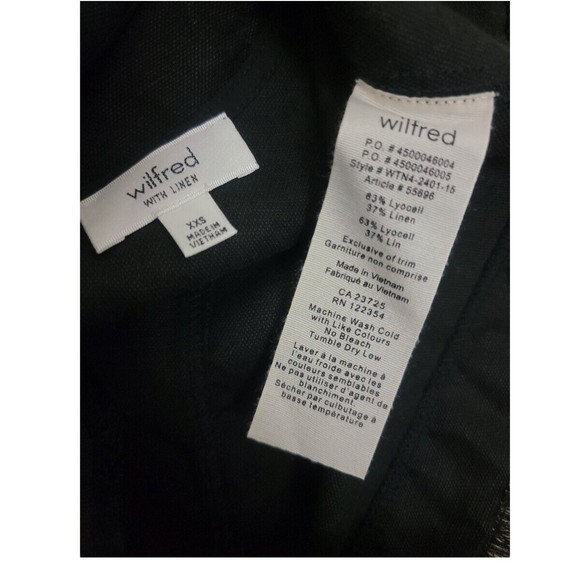 wilfred
WITH LINEN
XXS
MADE IN
VIETNAM
wilfred
P.O. # 4500046004
P.O. # 4500046005
Style # WTN4-2401-15
Article # 55696
63% Lyocell
37% Linen
63% Lyocell
37% Lin
Exclusive of trim
Garniture non comprise
Made in Vietnam
Fabriqué au Vietnam
CA 23725
RN 122354
Machine Wash Cold
with Like Colours
No Bleach
Tumble Dry Low
Laver à la machine à
l'eau froide avec les
couleurs semblables
Ne pas utiliser d'agent de
blanchiment.
Sécher par culbutage à
basse température